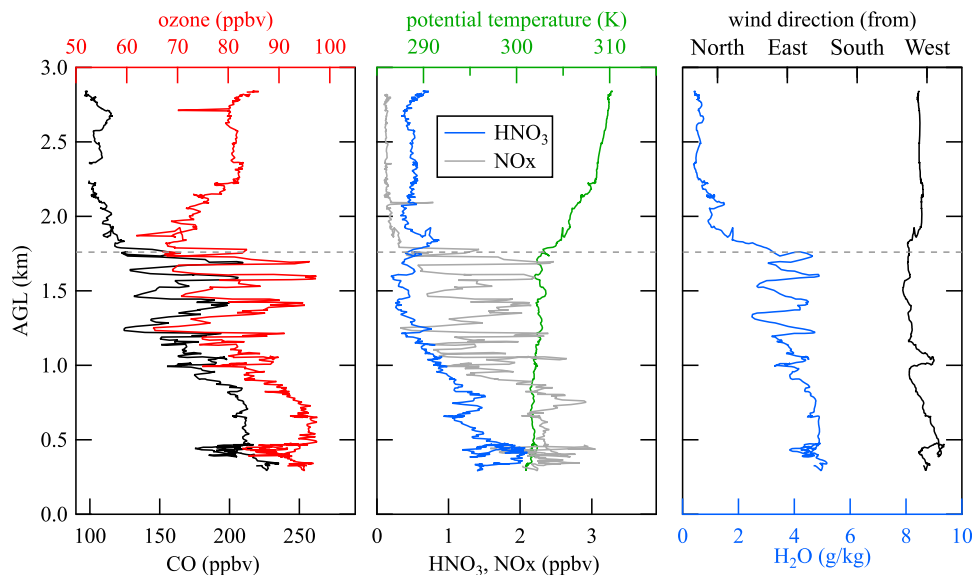 ozone (ppbv)
50 60 70 80 90 100
potential temperature (K)
290 300 310
wind direction (from)
North East South West
3.0
2.5
2.0
1.5
1.0
0.5
0.0
AGL (km)
HNO3
NOx
100 150 200 250
CO (ppbv)
0 1 2 3
HNO3, NOx (ppbv)
0 2 4 6 8 10
H2O (g/kg)